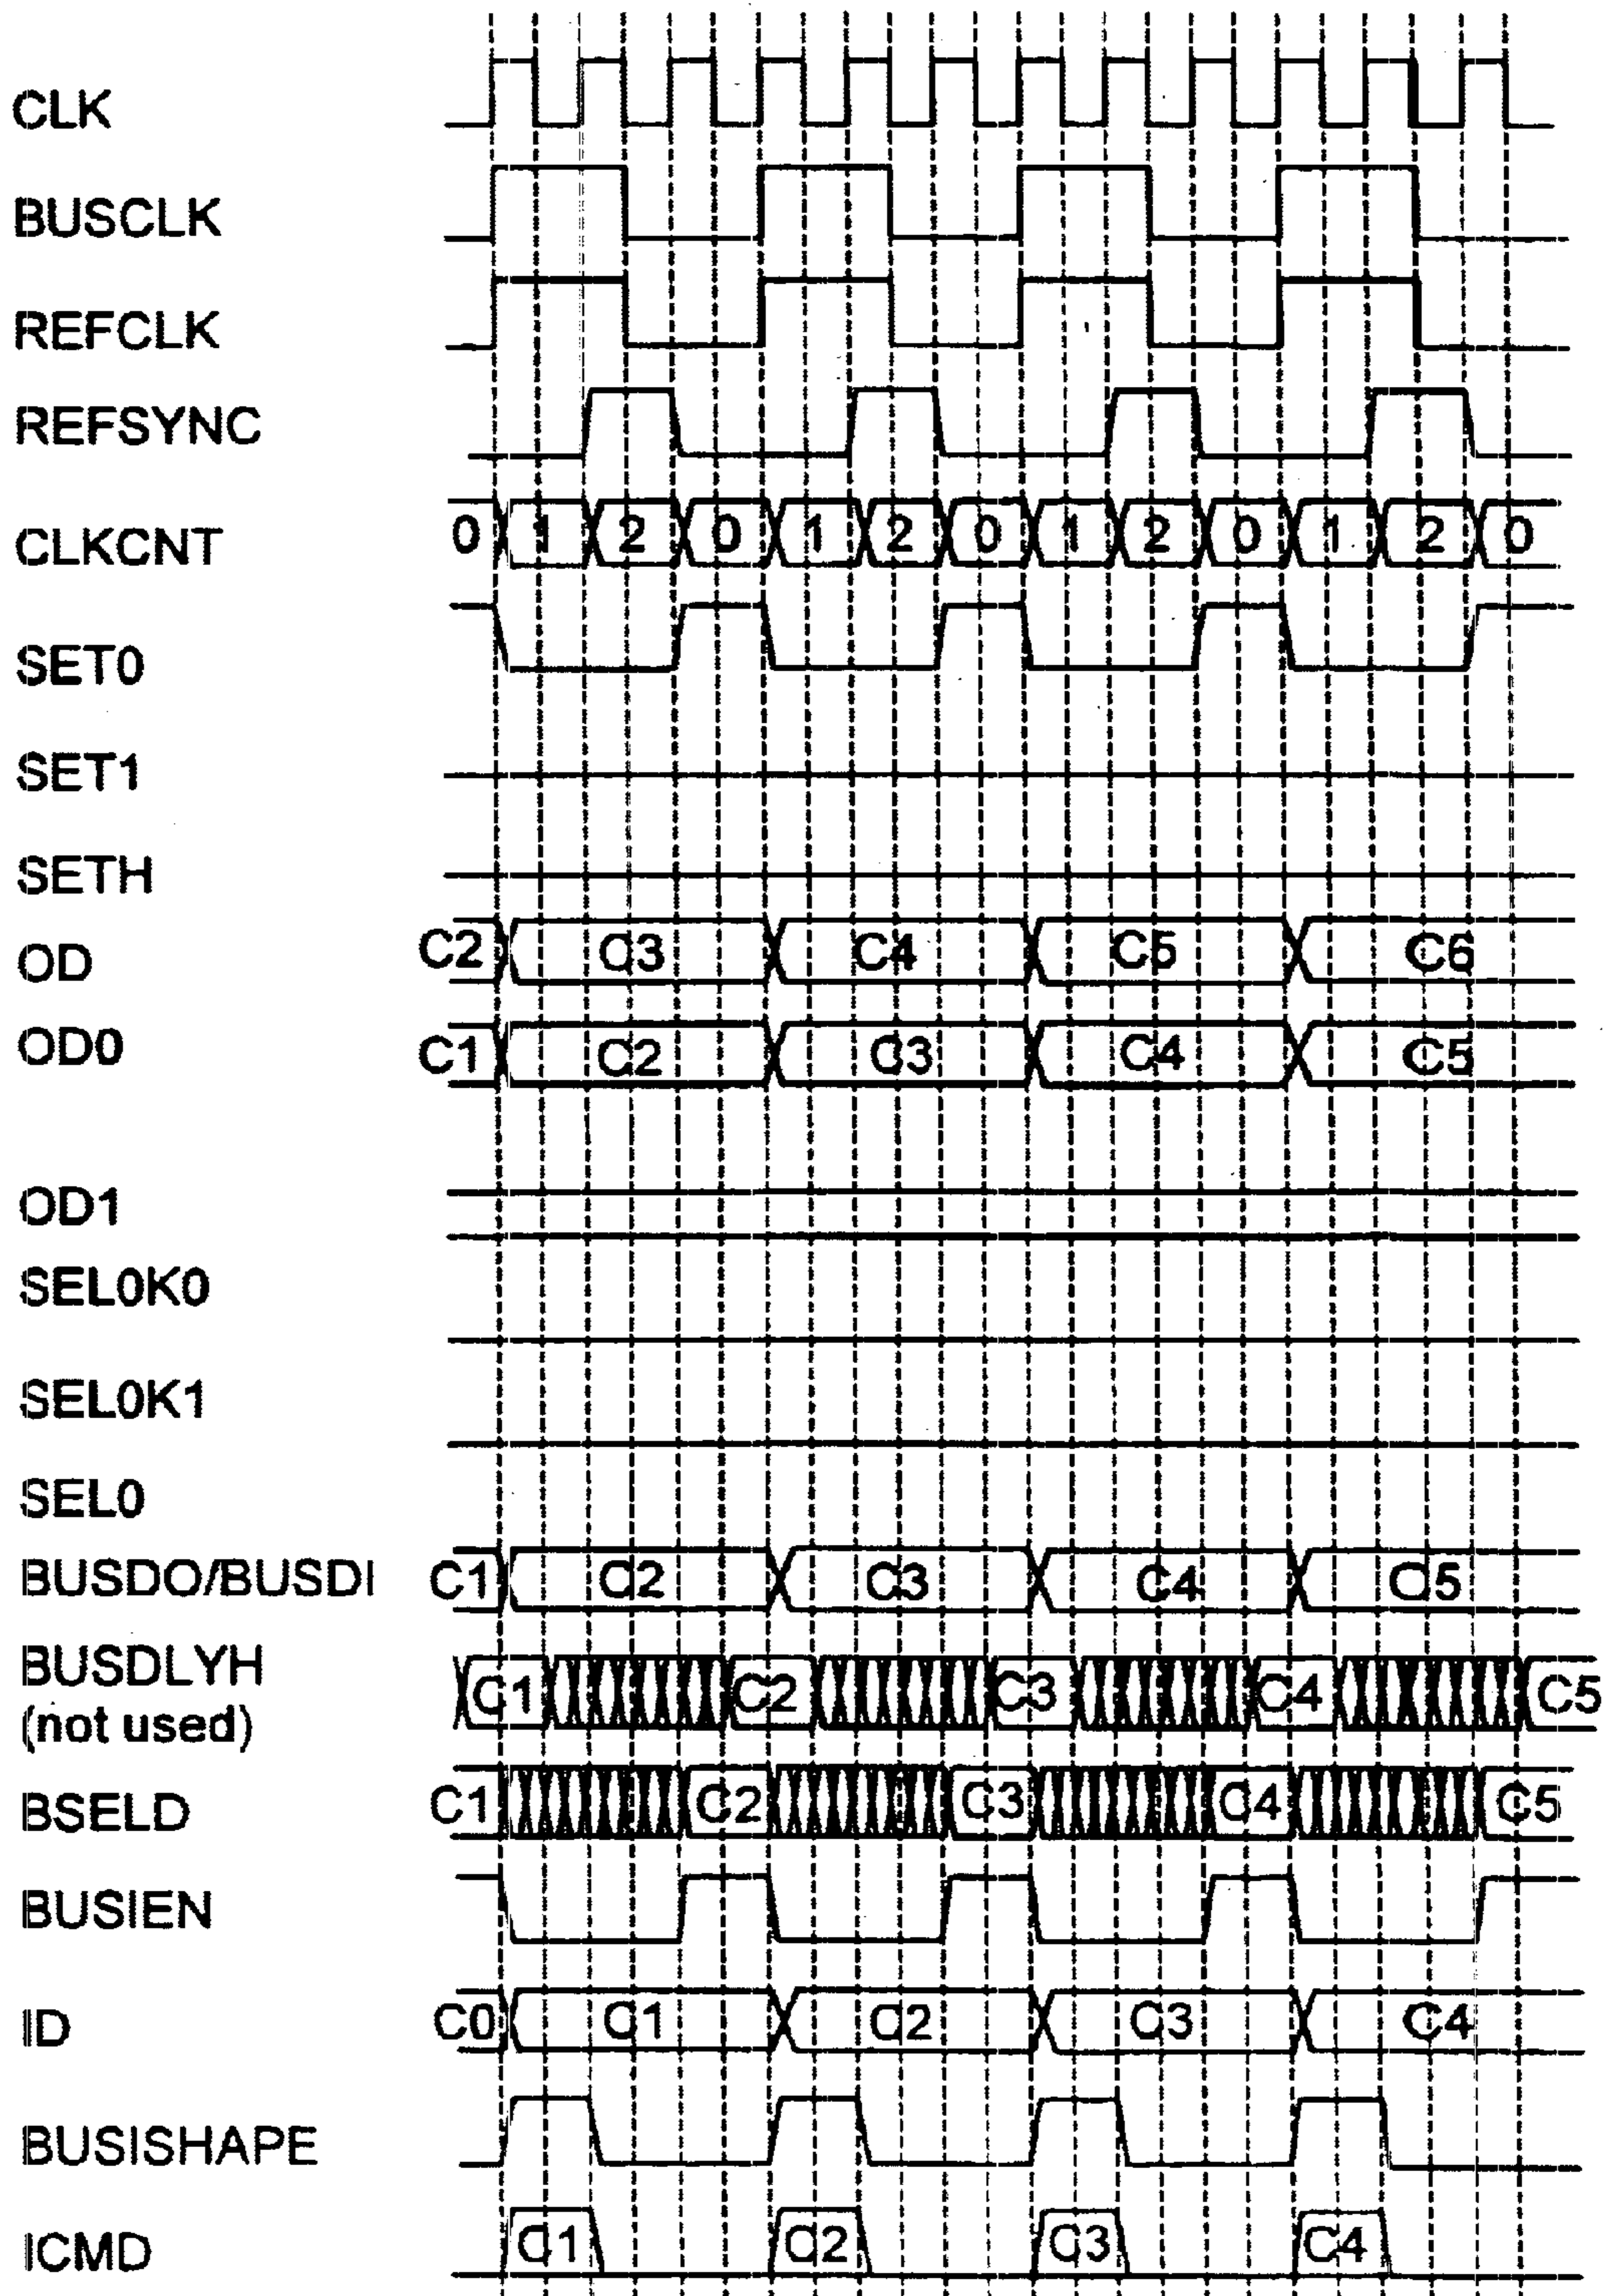 CLK
BUSCLK
REFCLK
REFSYNC
CLKCNT 0 1 2 0 1 2 0 1 2 0 1 2 0
SET0
SET1
SETH
OD C2 C3 C4 C5 C6
OD0 C1 C2 C3 C4 C5
OD1
SEL0K0
SEL0K1
SEL0
BUSDO/BUSDI C1 C2 C3 C4 C5
BUSDLYH C1 C2 C3 C4 C5
(not used)
BSELD C1 C2 C3 C4 C5
BUSIEN
ID C0 C1 C2 C3 C4
BUSISHAPE
ICMD C1 C2 C3 C4